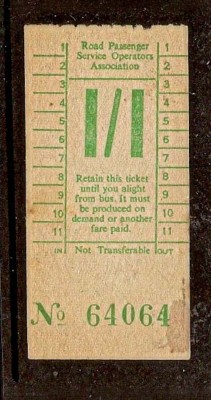 1 Road Passenger 1
2 Service Operators 2
3 Association 3
4 4
5 1/1 5
6 6
7 7
8 Retain this ticket 8
9 until you alight 9
10 from bus. It must 10
be produced on
11 demand or another 11
fare paid.
IN Not Transferable OUT
No 64064